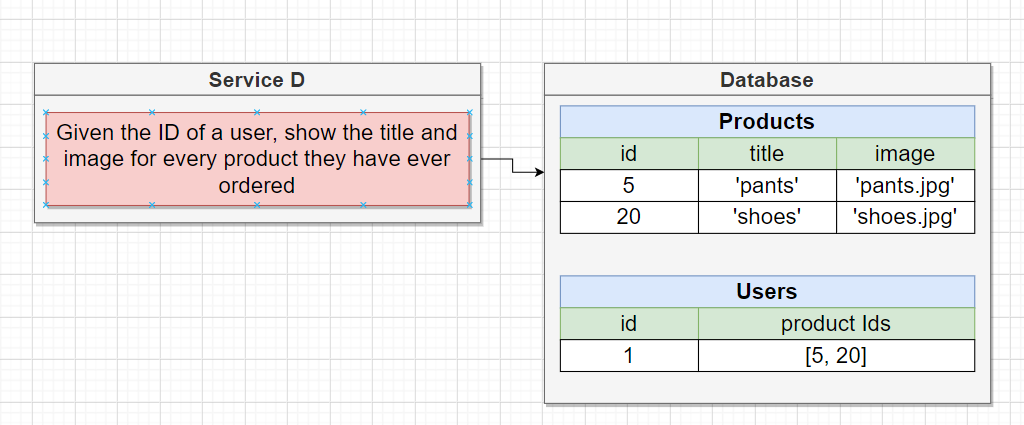 Service D
Given the ID of a user, show the title and
image for every product they have ever
ordered
Database
Products
id title image
5 'pants' 'pants.jpg'
20 'shoes' 'shoes.jpg'
Users
id product Ids
1 [5, 20]